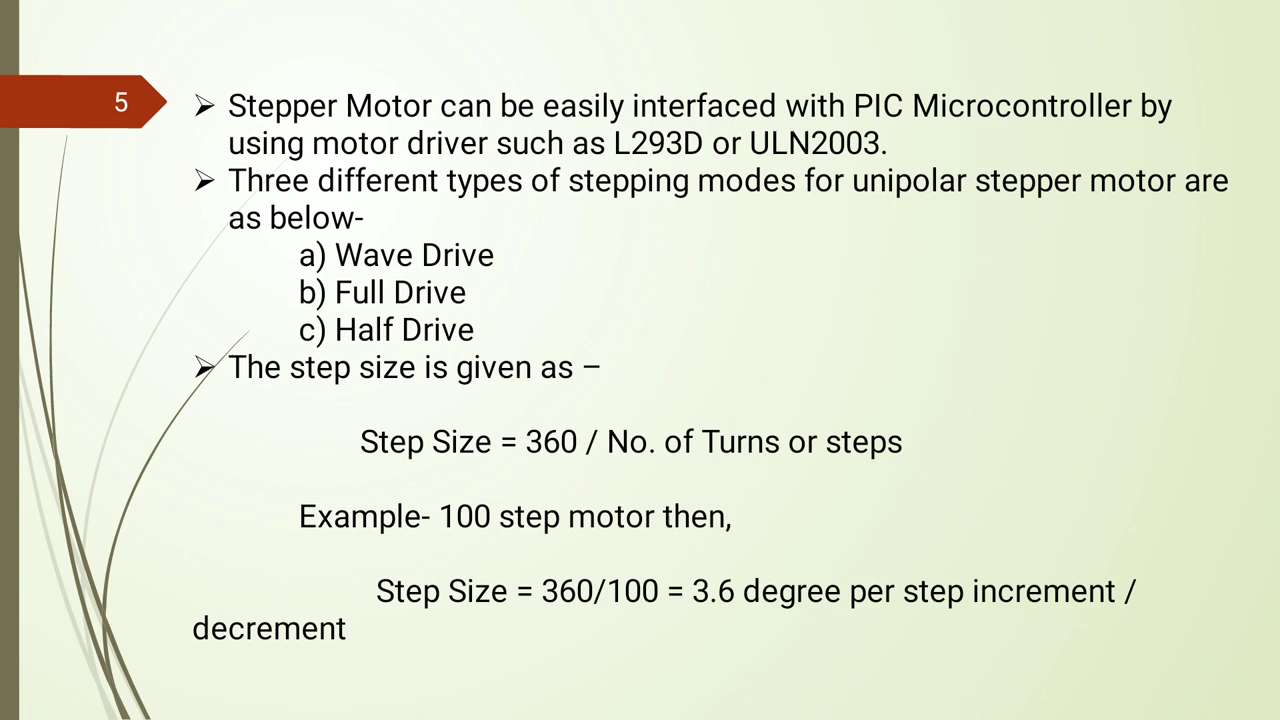 5
➢ Stepper Motor can be easily interfaced with PIC Microcontroller by
using motor driver such as L293D or ULN2003.
➢ Three different types of stepping modes for unipolar stepper motor are
as below-
a) Wave Drive
b) Full Drive
c) Half Drive
➢ The step size is given as –
Step Size = 360 / No. of Turns or steps
Example- 100 step motor then,
Step Size = 360/100 = 3.6 degree per step increment /
decrement